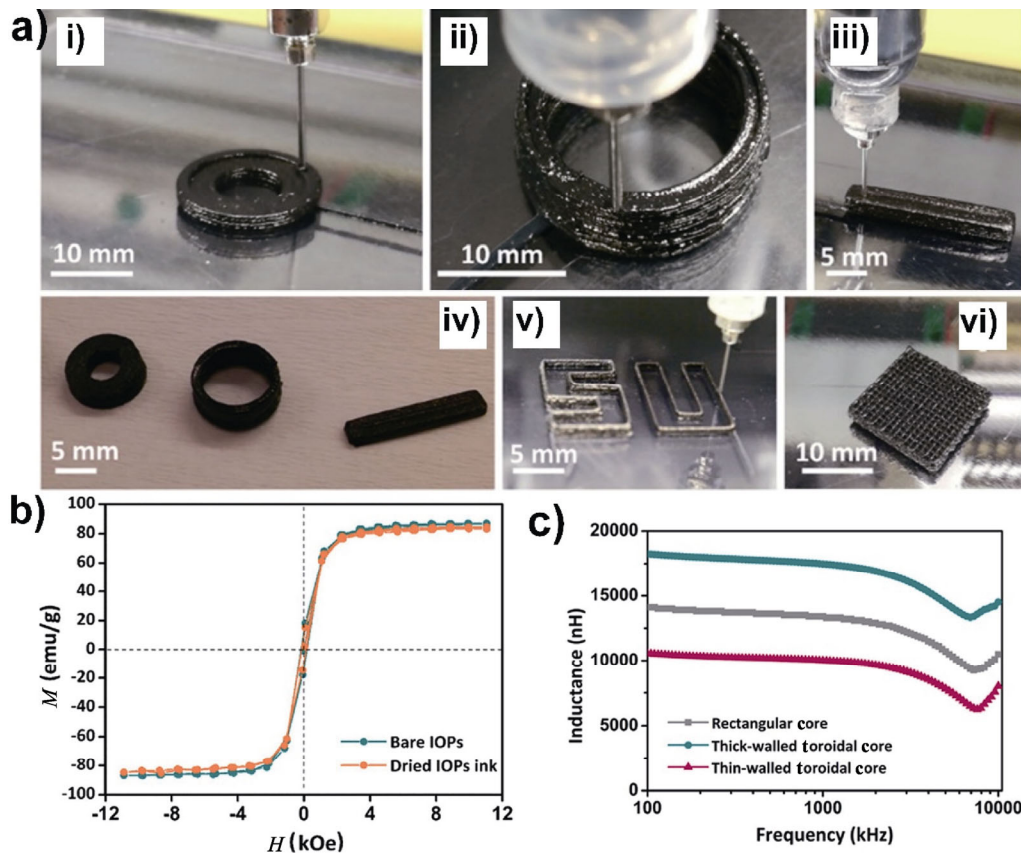 a)
i)
10 mm
ii)
10 mm
iii)
5 mm
iv)
5 mm
v)
5 mm
vi)
10 mm
b)
100
80
60
40
20
0
-20
-40
-60
-80
-100
M (emu/g)
-12 -8 -4 0 4 8 12
H (kOe)
Bare IOPs
Dried IOPs ink
c)
20000
15000
10000
5000
0
Inductance (nH)
Rectangular core
Thick-walled toroidal core
Thin-walled toroidal core
100 1000 10000
Frequency (kHz)